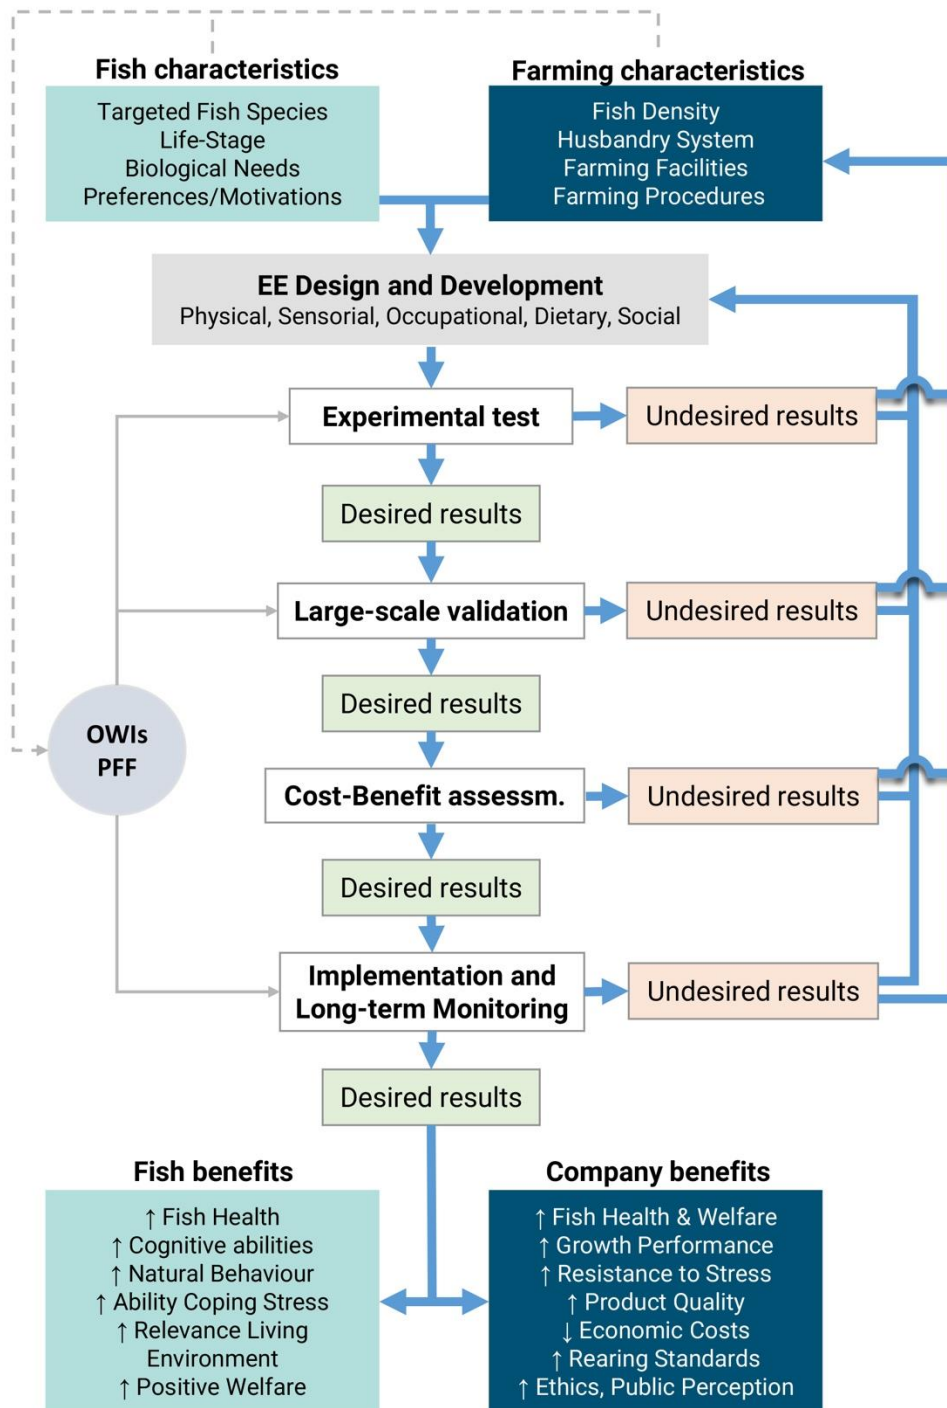 Fish characteristics
Targeted Fish Species
Life-Stage
Biological Needs
Preferences/Motivations
Farming characteristics
Fish Density
Husbandry System
Farming Facilities
Farming Procedures
EE Design and Development
Physical, Sensorial, Occupational, Dietary, Social
Experimental test
Undesired results
Desired results
Large-scale validation
Undesired results
Desired results
OWIs
PFF
Cost-Benefit assessm.
Undesired results
Desired results
Implementation and
Long-term Monitoring
Undesired results
Desired results
Fish benefits
↑ Fish Health
↑ Cognitive abilities
↑ Natural Behaviour
↑ Ability Coping Stress
↑ Relevance Living
Environment
↑ Positive Welfare
Company benefits
↑ Fish Health & Welfare
↑ Growth Performance
↑ Resistance to Stress
↑ Product Quality
↓ Economic Costs
↑ Rearing Standards
↑ Ethics, Public Perception